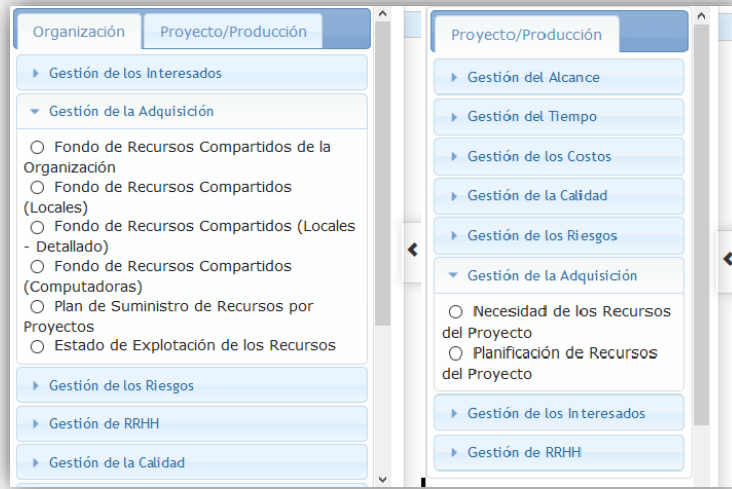 Organización
Proyecto/Producción
Gestión de los Interesados
Gestión de la Adquisición
Fondo de Recursos Compartidos de la
Organización
Fondo de Recursos Compartidos
(Locales)
Fondo de Recursos Compartidos (Locales
- Detallado)
Fondo de Recursos Compartidos
(Computadoras)
Plan de Suministro de Recursos por
Proyectos
Estado de Explotación de los Recursos
Gestión de los Riesgos
Gestión de RRHH
Gestión de la Calidad
Proyecto/Producción
Gestión del Alcance
Gestión del Tiempo
Gestión de los Costos
Gestión de la Calidad
Gestión de los Riesgos
Gestión de la Adquisición
Necesidad de los Recursos
del Proyecto
Planificación de Recursos
del Proyecto
Gestión de los Interesados
Gestión de RRHH